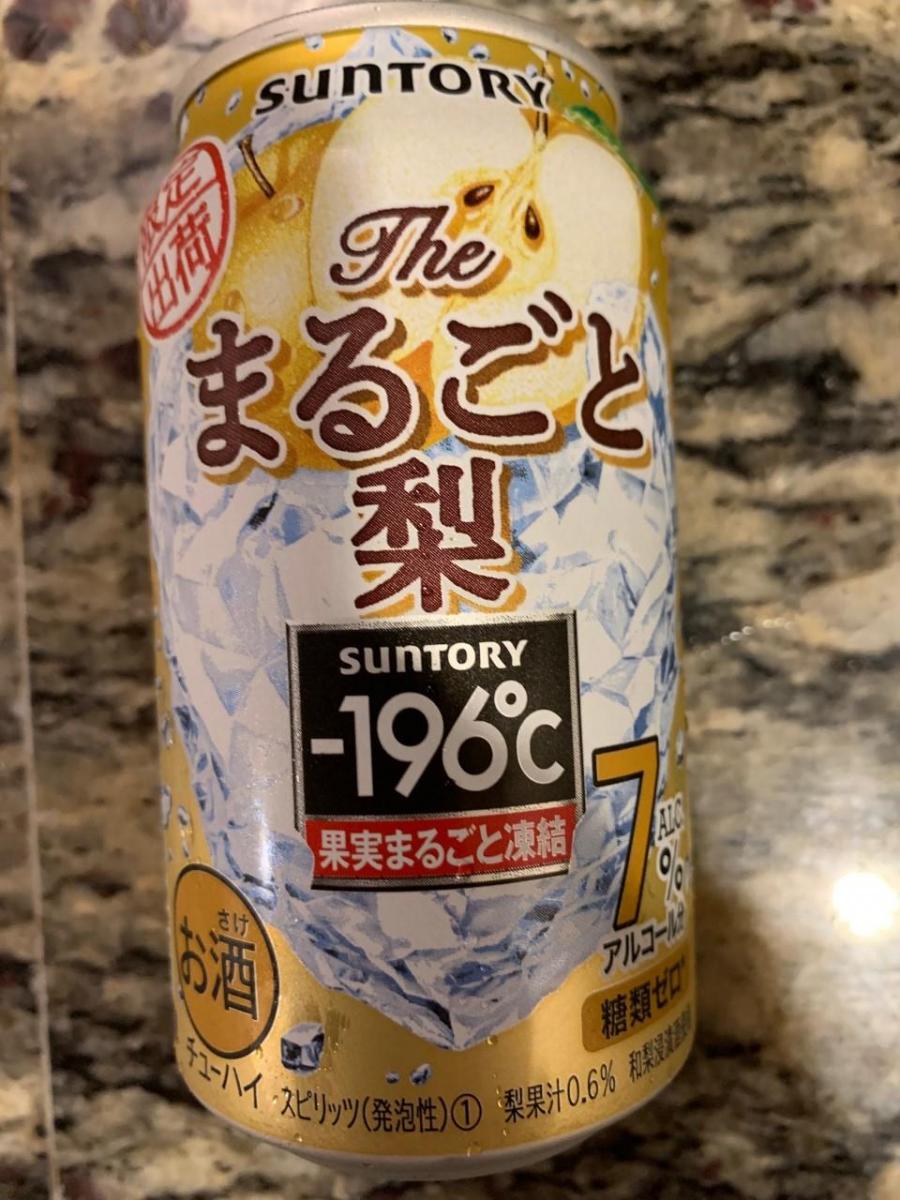 SUNTORY
限定
出荷
The
まるごと
梨
SUNTORY
-196℃
果実まるごと凍結
7
ALC.
%
アルコール分
糖類ゼロ
さけ
お酒
チューハイ スピリッツ(発泡性)① 梨果汁0.6%